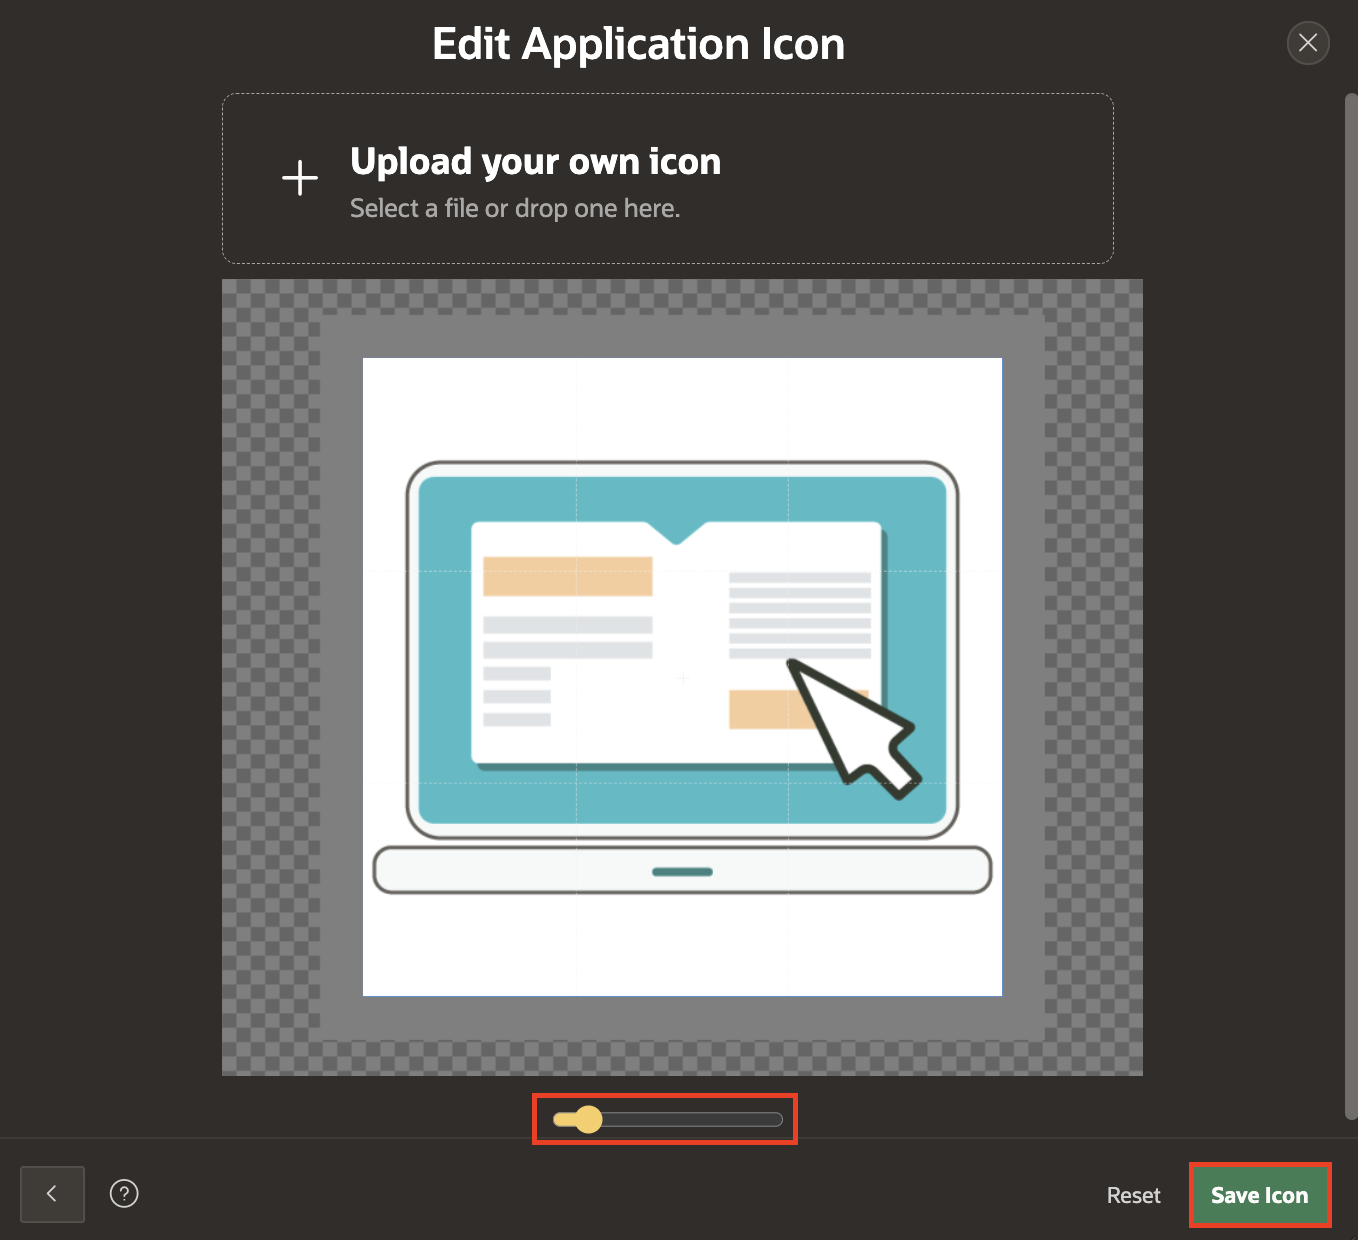 Edit Application Icon
Upload your own icon
Select a file or drop one here.
?
Reset
Save Icon